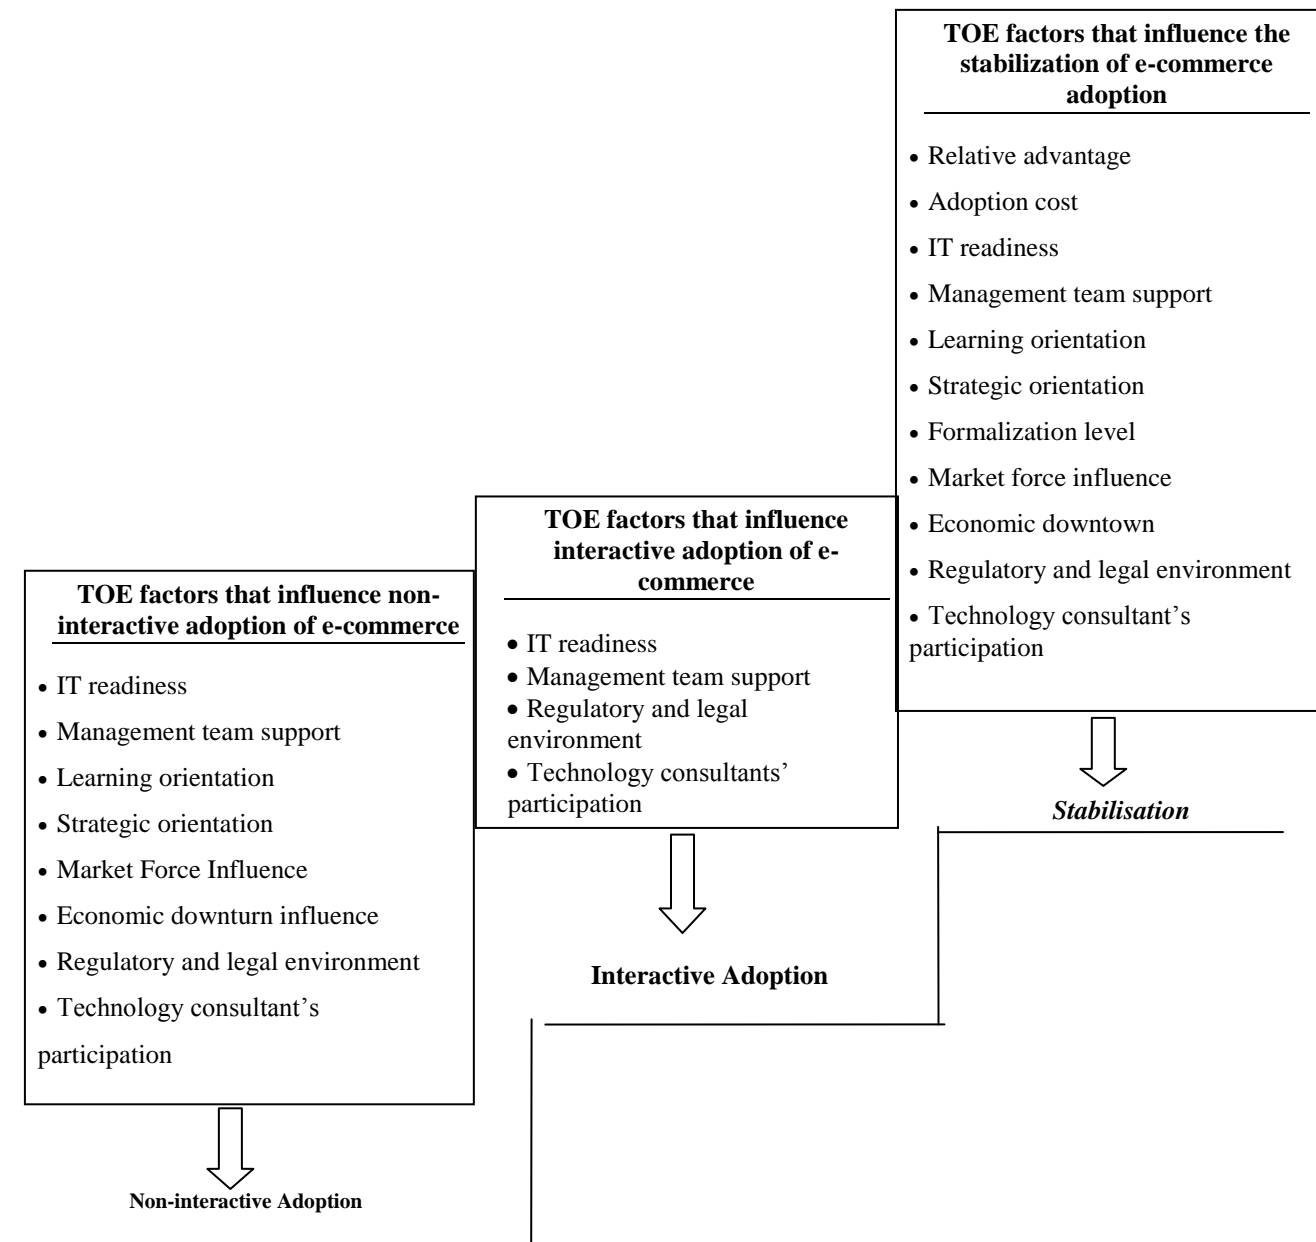 TOE factors that influence the
stabilization of e-commerce
adoption
• Relative advantage
• Adoption cost
• IT readiness
• Management team support
• Learning orientation
• Strategic orientation
• Formalization level
• Market force influence
• Economic downtown
• Regulatory and legal environment
• Technology consultant’s
participation
Stabilisation
TOE factors that influence
interactive adoption of e-
commerce
• IT readiness
• Management team support
• Regulatory and legal
environment
• Technology consultants’
participation
Interactive Adoption
TOE factors that influence non-
interactive adoption of e-commerce
• IT readiness
• Management team support
• Learning orientation
• Strategic orientation
• Market Force Influence
• Economic downturn influence
• Regulatory and legal environment
• Technology consultant’s
participation
Non-interactive Adoption